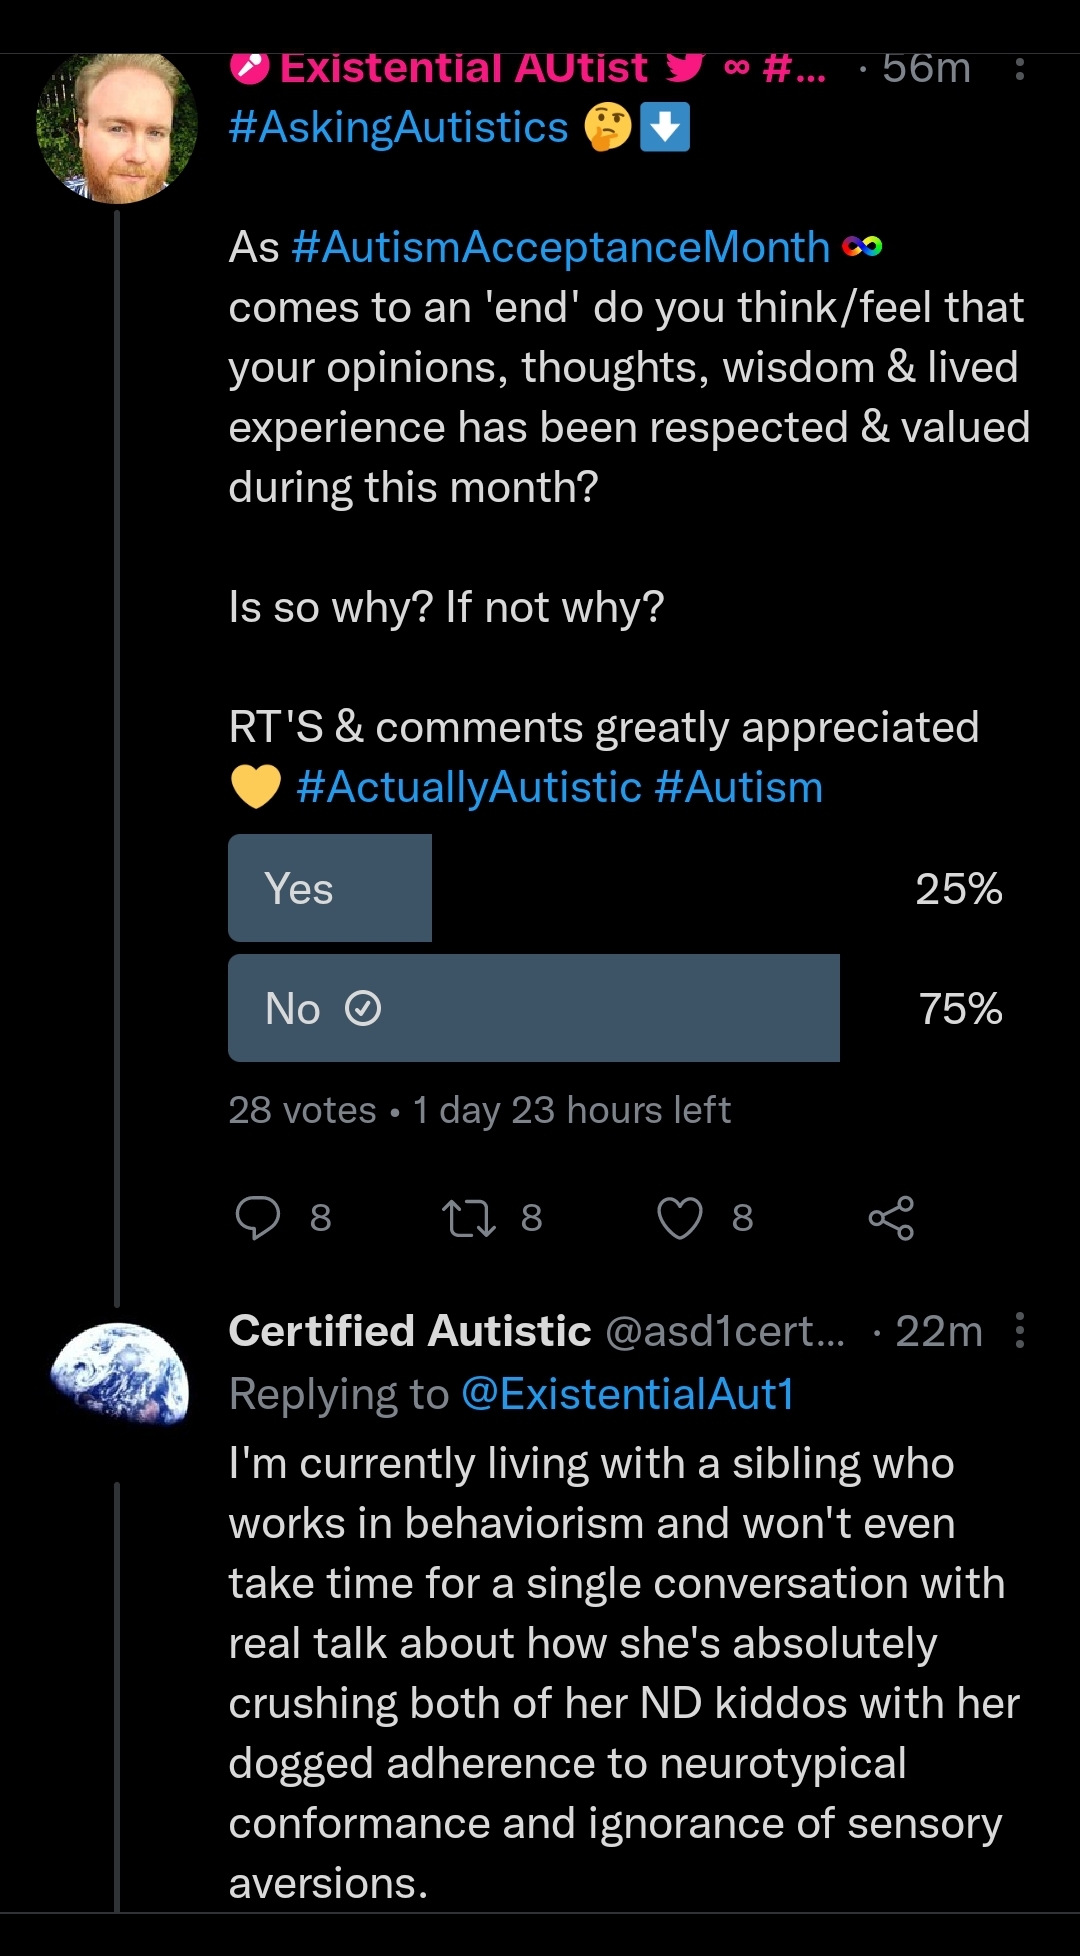 Existential AUtist 🐦 ∞ #... · 56m
#AskingAutistics 🤔⬇️
As #AutismAcceptanceMonth
comes to an 'end' do you think/feel that
your opinions, thoughts, wisdom & lived
experience has been respected & valued
during this month?
Is so why? If not why?
RT'S & comments greatly appreciated
💛 #ActuallyAutistic #Autism
Yes 25%
No 75%
28 votes • 1 day 23 hours left
8 8 8
Certified Autistic @asd1cert... · 22m
Replying to @ExistentialAut1
I'm currently living with a sibling who
works in behaviorism and won't even
take time for a single conversation with
real talk about how she's absolutely
crushing both of her ND kiddos with her
dogged adherence to neurotypical
conformance and ignorance of sensory
aversions.